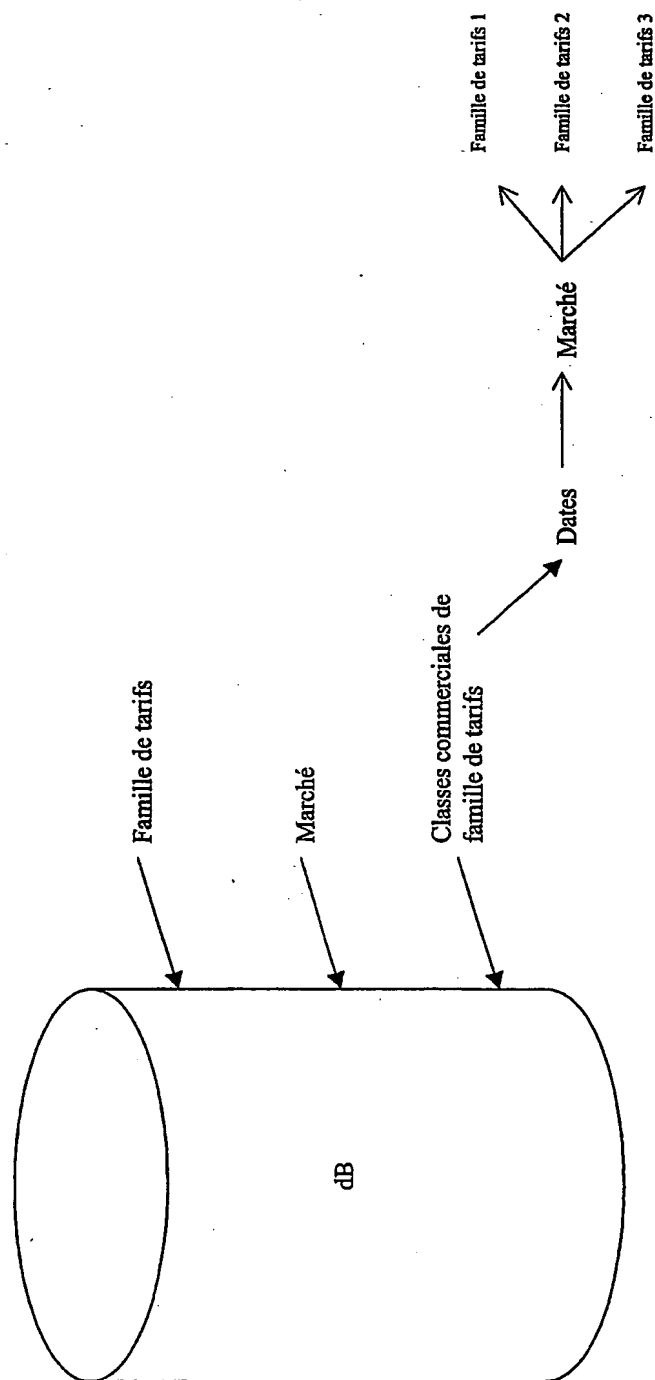 dB
Famille de tarifs
Marché
Classes commerciales de
famille de tarifs
Dates
Marché
Famille de tarifs 1
Famille de tarifs 2
Famille de tarifs 3